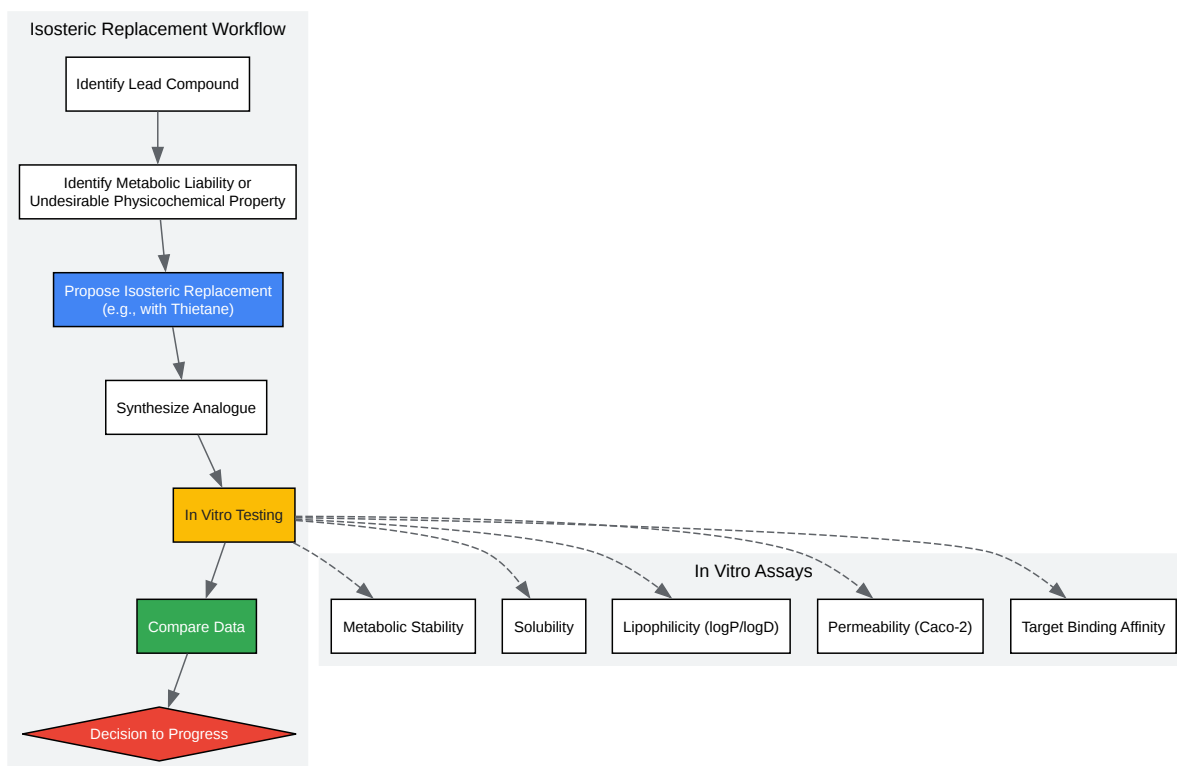 Isosteric Replacement Workflow
Identify Lead Compound
Identify Metabolic Liability or
Undesirable Physicochemical Property
Propose Isosteric Replacement
(e.g., with Thietane)
Synthesize Analogue
In Vitro Testing
In Vitro Assays
Compare Data
Metabolic Stability
Solubility
Lipophilicity (logP/logD)
Permeability (Caco-2)
Target Binding Affinity
Decision to Progress